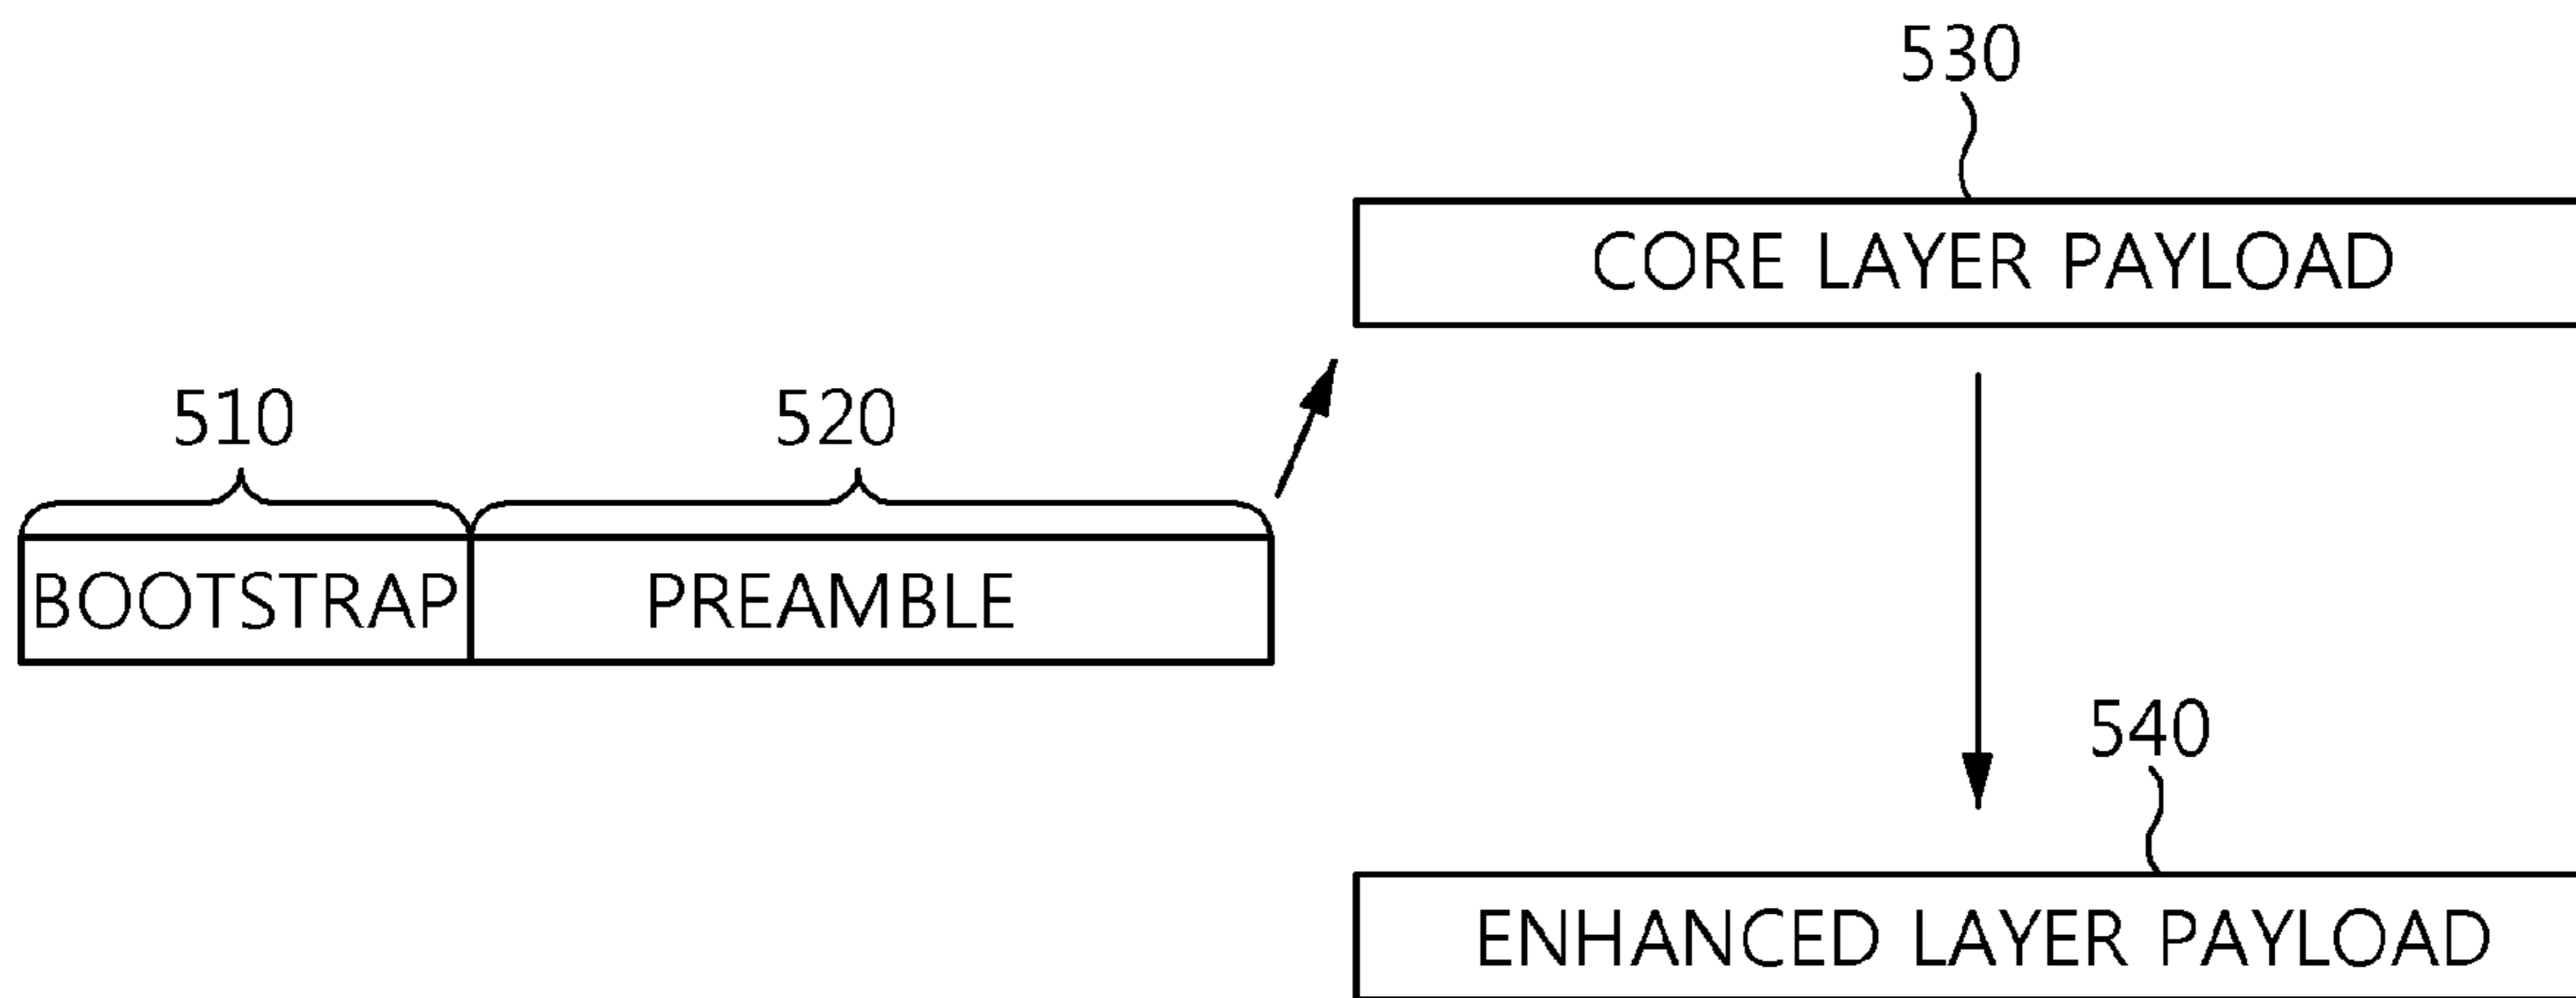 530
CORE LAYER PAYLOAD
510
520
BOOTSTRAP
PREAMBLE
540
ENHANCED LAYER PAYLOAD